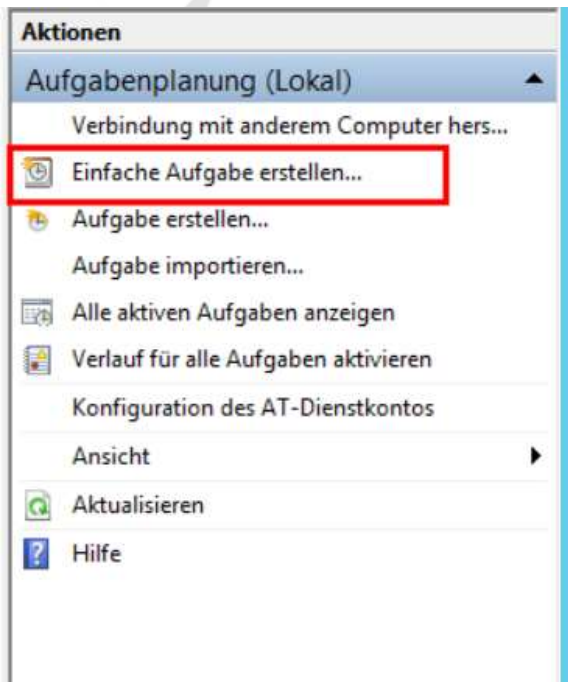 Aktionen
Aufgabenplanung (Lokal)
Verbindung mit anderem Computer hers...
Einfache Aufgabe erstellen...
Aufgabe erstellen...
Aufgabe importieren...
Alle aktiven Aufgaben anzeigen
Verlauf für alle Aufgaben aktivieren
Konfiguration des AT-Dienstkontos
Ansicht
Aktualisieren
Hilfe